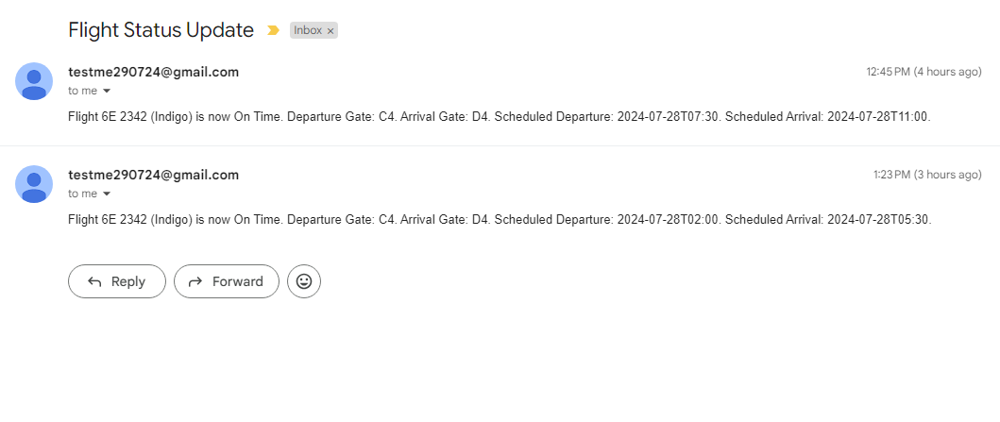 Flight Status Update Inbox ×
testme290724@gmail.com 12:45 PM (4 hours ago)
to me
Flight 6E 2342 (Indigo) is now On Time. Departure Gate: C4. Arrival Gate: D4. Scheduled Departure: 2024-07-28T07:30. Scheduled Arrival: 2024-07-28T11:00.
testme290724@gmail.com 1:23 PM (3 hours ago)
to me
Flight 6E 2342 (Indigo) is now On Time. Departure Gate: C4. Arrival Gate: D4. Scheduled Departure: 2024-07-28T02:00. Scheduled Arrival: 2024-07-28T05:30.
Reply Forward